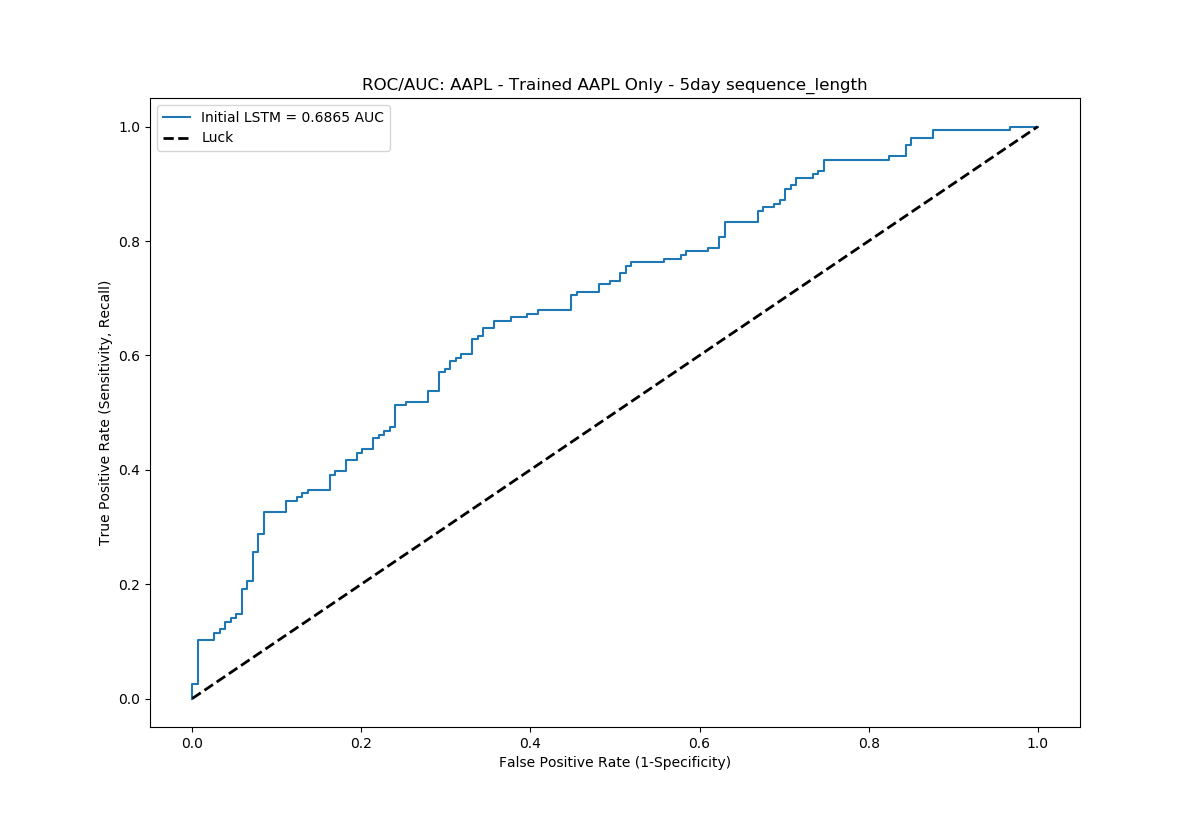 ROC/AUC: AAPL - Trained AAPL Only - 5day sequence_length
Initial LSTM = 0.6865 AUC
Luck
True Positive Rate (Sensitivity, Recall)
1.0
0.8
0.6
0.4
0.2
0.0
0.0 0.2 0.4 0.6 0.8 1.0
False Positive Rate (1-Specificity)